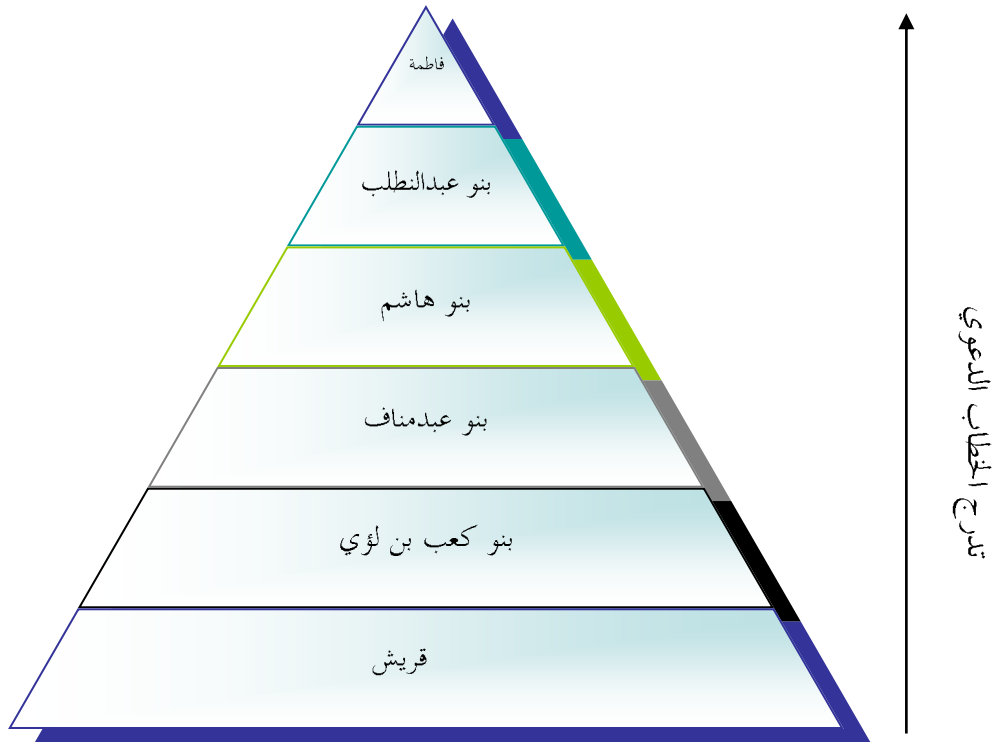 فاطمة
بنو عبدالنطلب
بنو هاشم
بنو عبدمناف
بنو كعب بن لؤي
قريش
تدرج الخطاب الدعوي